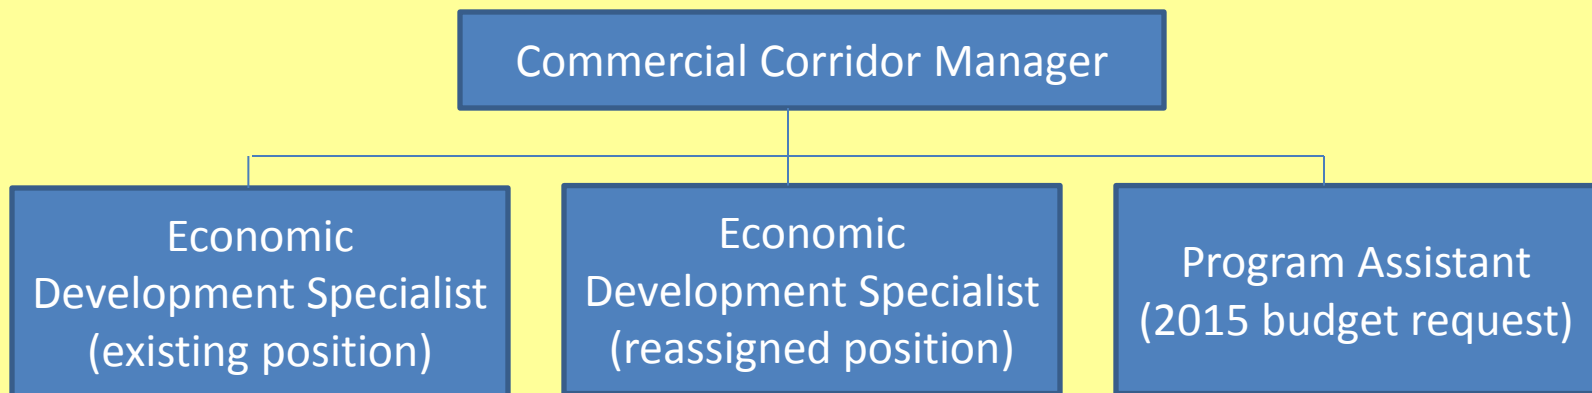 Commercial Corridor Manager
Economic
Development Specialist
(existing position)
Economic
Development Specialist
(reassigned position)
Program Assistant
(2015 budget request)